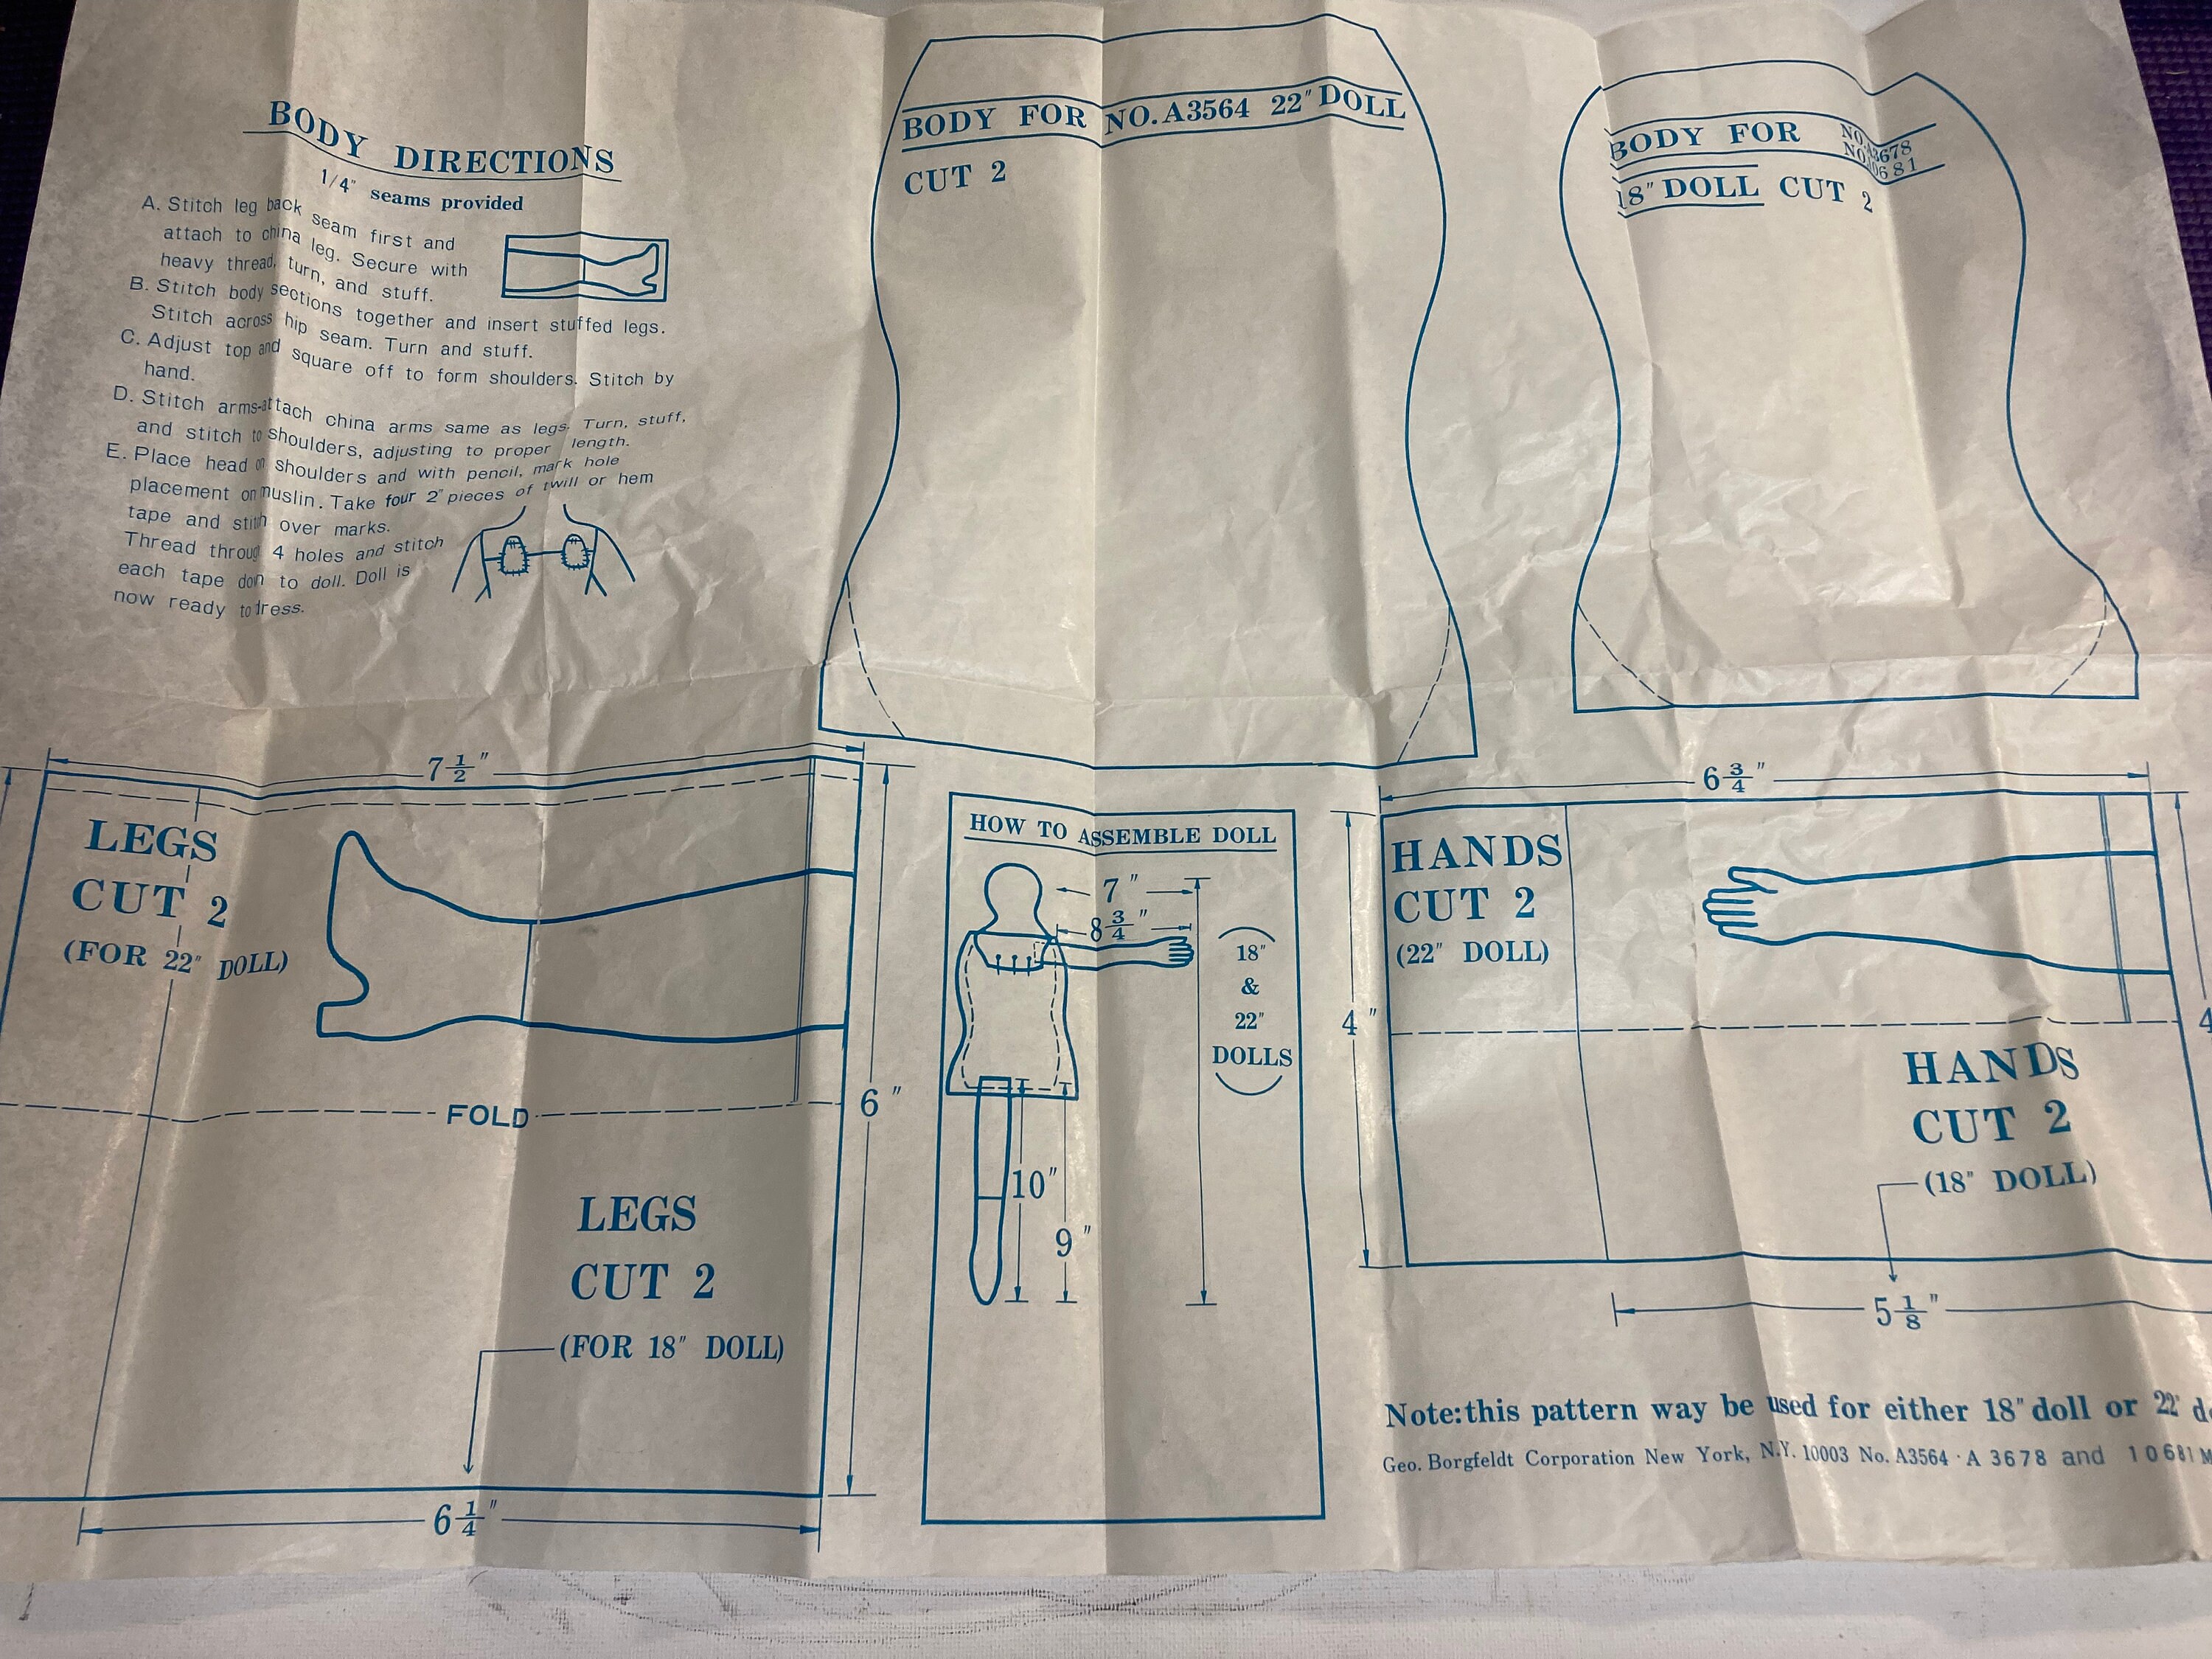 BODY DIRECTIONS
1/4" seams provided
A. Stitch leg back seam first and
attach to china leg. Secure with
heavy thread, turn, and stuff.
B. Stitch body sections together and insert stuffed legs.
Stitch across hip seam. Turn and stuff.
C. Adjust top and square off to form shoulders. Stitch by
hand.
D. Stitch arms-attach china arms same as legs. Turn, stuff,
and stitch to shoulders, adjusting to proper length.
E. Place head on shoulders and with pencil, mark hole
placement on muslin. Take four 2" pieces of twill or hem
tape and stitch over marks.
Thread throug 4 holes and stitch
each tape down to doll. Doll is
now ready to dress.
BODY FOR NO. A3564 22" DOLL
CUT 2
BODY FOR NO. A3678
NO. 10681
18" DOLL CUT 2
7 1/2"
LEGS
CUT 2
(FOR 22" DOLL)
6"
FOLD
LEGS
CUT 2
(FOR 18" DOLL)
6 1/4"
HOW TO ASSEMBLE DOLL
7"
8 3/4"
18"
&
22"
DOLLS
10"
9"
6 3/4"
HANDS
CUT 2
(22" DOLL)
4"
4
HANDS
CUT 2
(18" DOLL)
5 1/8"
Note: this pattern way be used for either 18" doll or 22" d
Geo. Borgfeldt Corporation New York, N.Y. 10003 No. A3564 · A 3678 and 10681 M